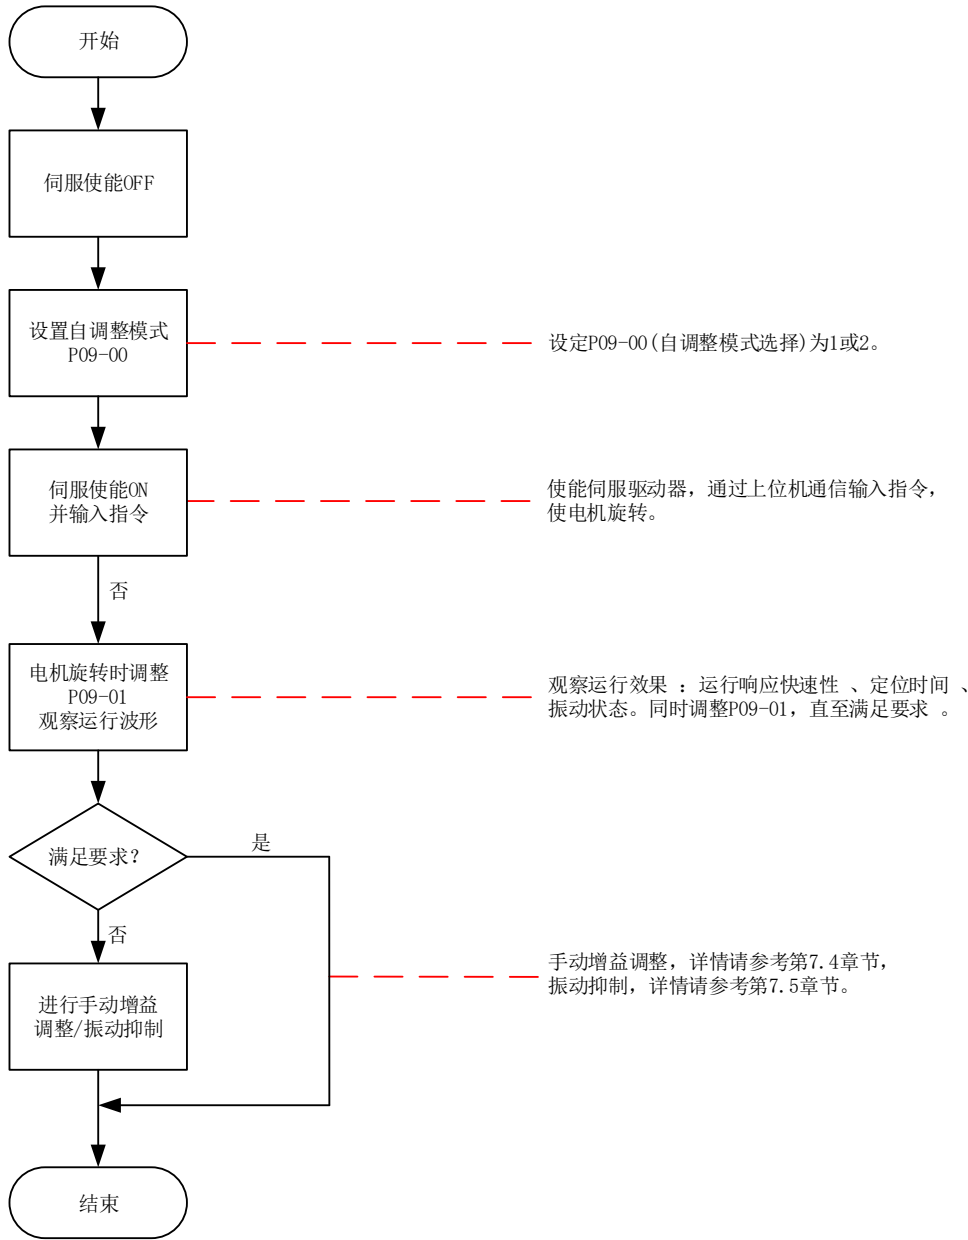 开始
伺服使能OFF
设置自调整模式
P09-00
设定P09-00(自调整模式选择)为1或2。
伺服使能ON
并输入指令
使能伺服驱动器，通过上位机通信输入指令，
使电机旋转。
否
电机旋转时调整
P09-01
观察运行波形
观察运行效果 ：运行响应快速性 、定位时间 、
振动状态。同时调整P09-01，直至满足要求 。
满足要求?
是
否
进行手动增益
调整/振动抑制
手动增益调整，详情请参考第7.4章节，
振动抑制，详情请参考第7.5章节。
结束